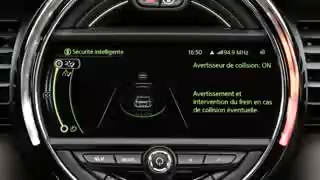 Sécurité intelligente
16:50
94.9 MHz
Avertisseur de collision: ON
Avertissement et
intervention du frein en cas
de collision éventuelle.